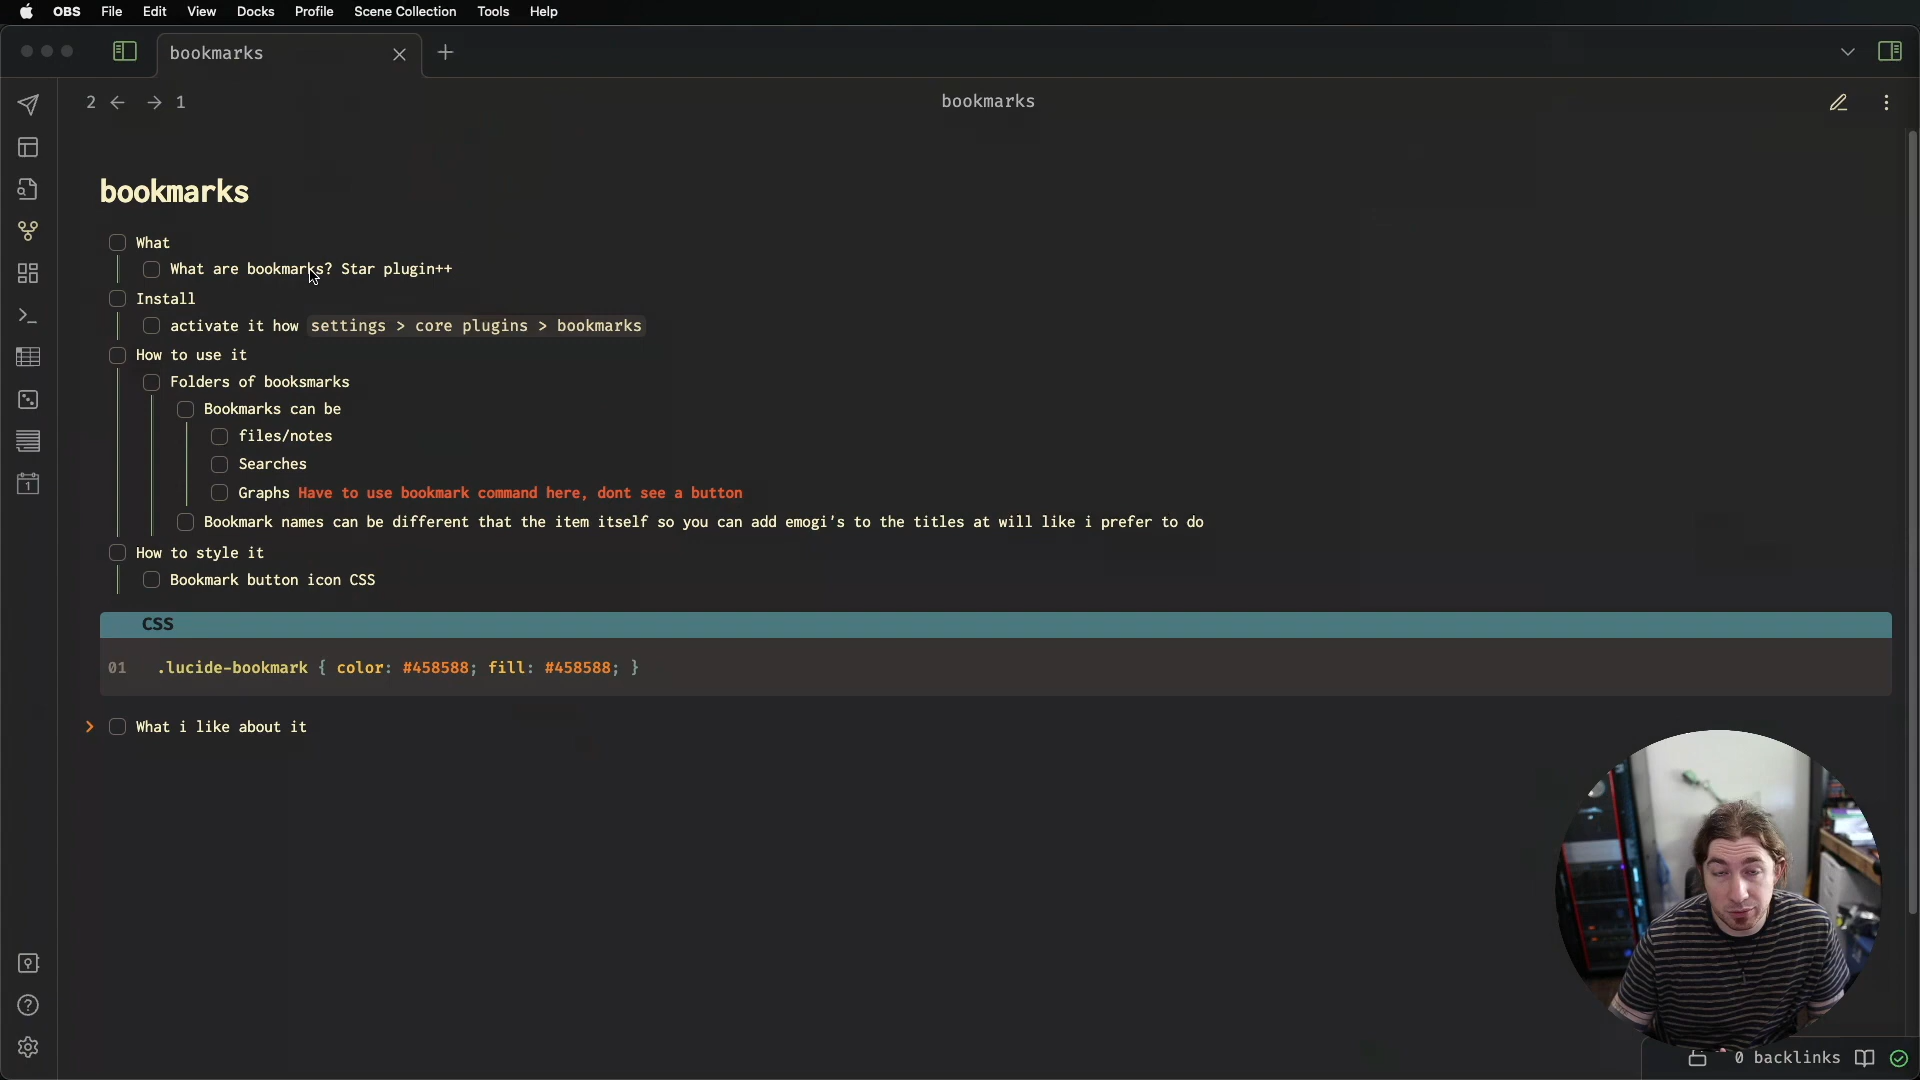 OBS File Edit View Docks Profile Scene Collection Tools Help
bookmarks
2 1 bookmarks
bookmarks
What
What are bookmarks? Star plugin++
Install
activate it how settings > core plugins > bookmarks
How to use it
Folders of booksmarks
Bookmarks can be
files/notes
Searches
Graphs Have to use bookmark command here, dont see a button
Bookmark names can be different that the item itself so you can add emogi's to the titles at will like i prefer to do
How to style it
Bookmark button icon CSS
CSS
01 .lucide-bookmark { color: #458588; fill: #458588; }
What i like about it
0 backlinks